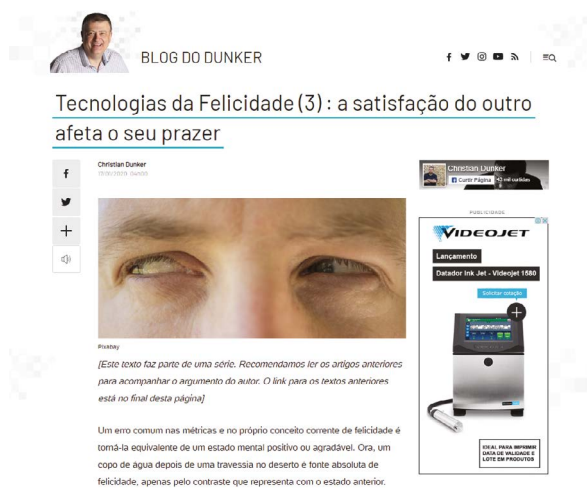 BLOG DO DUNKER
Tecnologias da Felicidade (3) : a satisfação do outro
afeta o seu prazer
Christian Dunker
Christian Dunker
Curtir Página
mil curtidas
PUBLICIDADE
VIDEOJET
Lançamento
Datador Ink Jet - Videojet 1580
Solicitar cotação
IDEAL PARA IMPRIMIR
DATA DE VALIDADE E
LOTE EM PRODUTOS
Pixabay
[Este texto faz parte de uma série. Recomendamos ler os artigos anteriores
para acompanhar o argumento do autor. O link para os textos anteriores
está no final desta página]
Um erro comum nas métricas e no próprio conceito corrente de felicidade é
torná-la equivalente de um estado mental positivo ou agradável. Ora, um
copo de água depois de uma travessia no deserto é fonte absoluta de
felicidade, apenas pelo contraste que representa com o estado anterior.